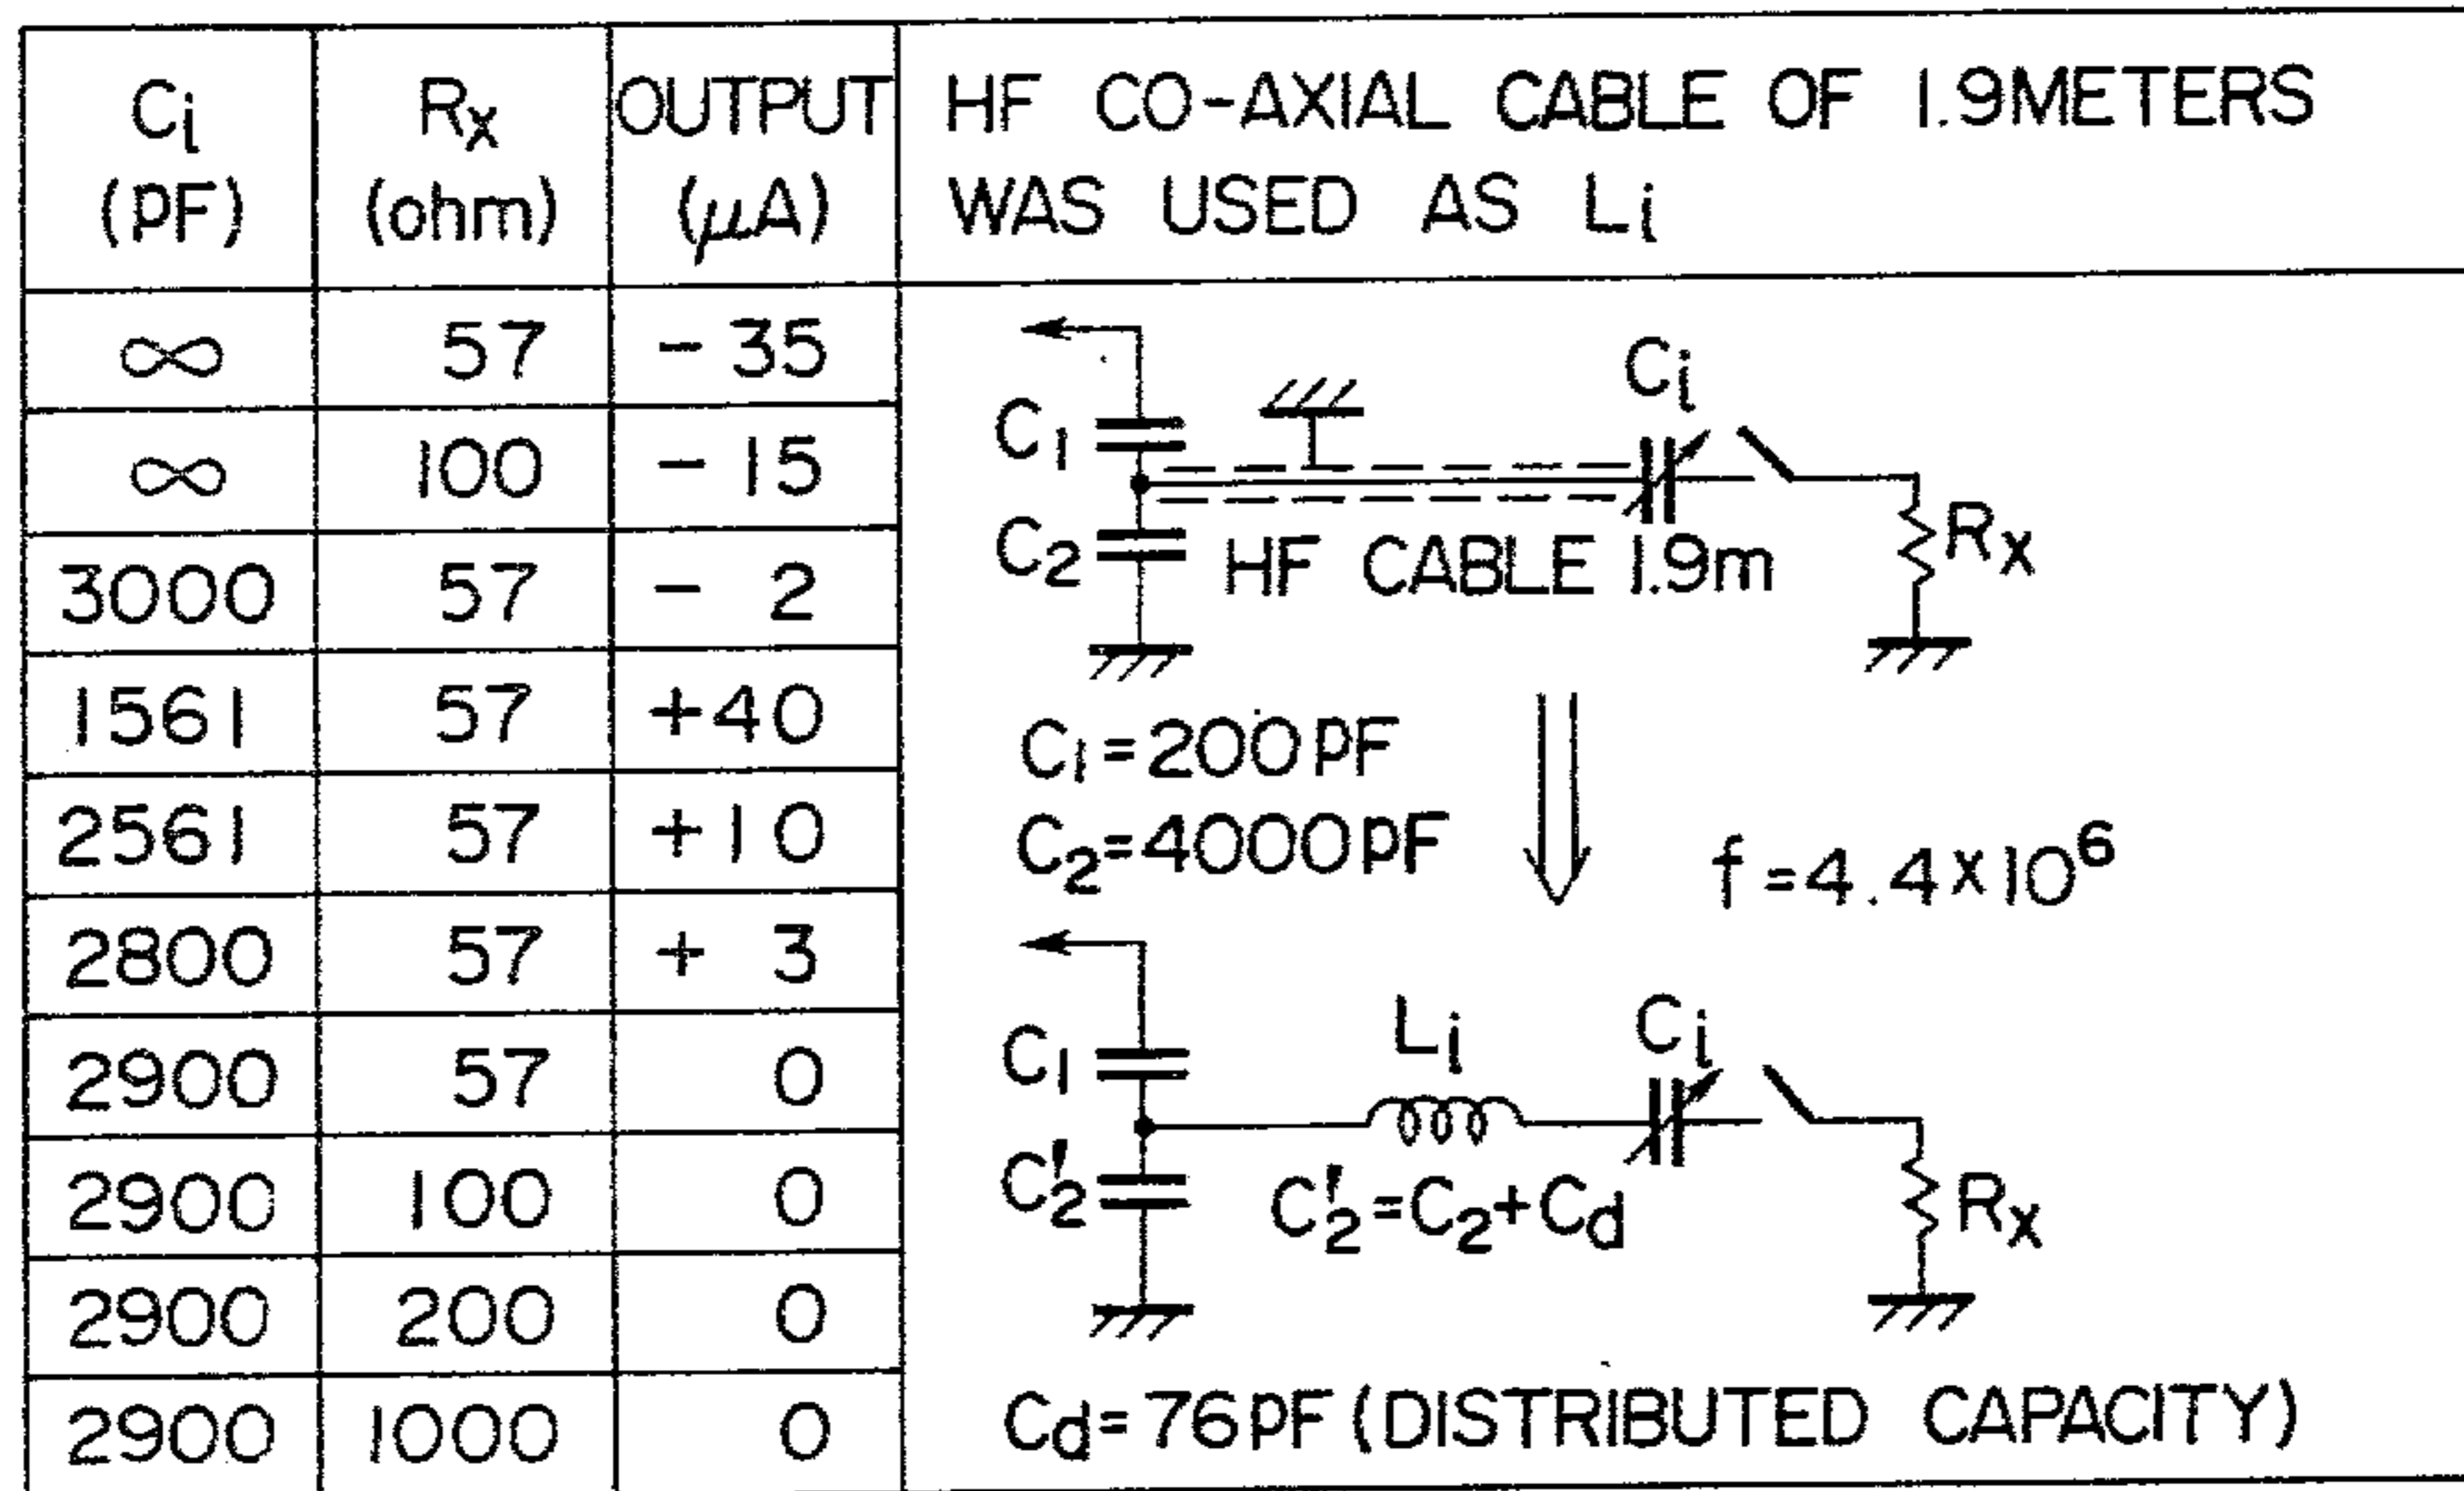 Ci (PF) Rx (ohm) OUTPUT (μA)
HF CO-AXIAL CABLE OF 1.9METERS
WAS USED AS Li
∞ 57 -35
∞ 100 -15
3000 57 - 2
1561 57 +40
2561 57 +10
2800 57 + 3
2900 57 0
2900 100 0
2900 200 0
2900 1000 0
Ci
C1
C2
HF CABLE 1.9m
Rx
C1=200PF
C2=4000PF
f=4.4×10⁶
Li
Ci
C1
C'2
C'2=C2+Cd
Rx
Cd=76PF(DISTRIBUTED CAPACITY)